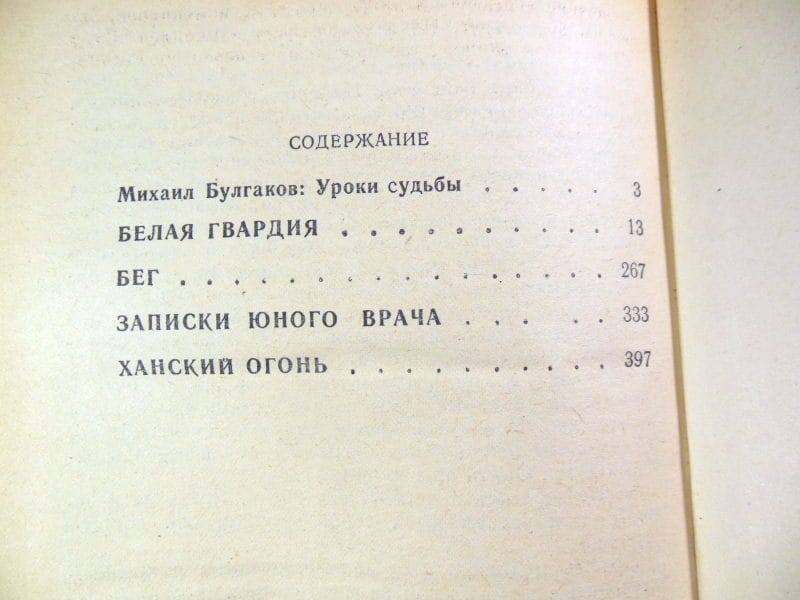 СОДЕРЖАНИЕ
Михаил Булгаков: Уроки судьбы . . . . . 3
БЕЛАЯ ГВАРДИЯ . . . . . . . . . . 13
БЕГ . . . . . . . . . . . . . . . . 267
ЗАПИСКИ ЮНОГО ВРАЧА . . . . . 333
ХАНСКИЙ ОГОНЬ . . . . . . . . . . 397